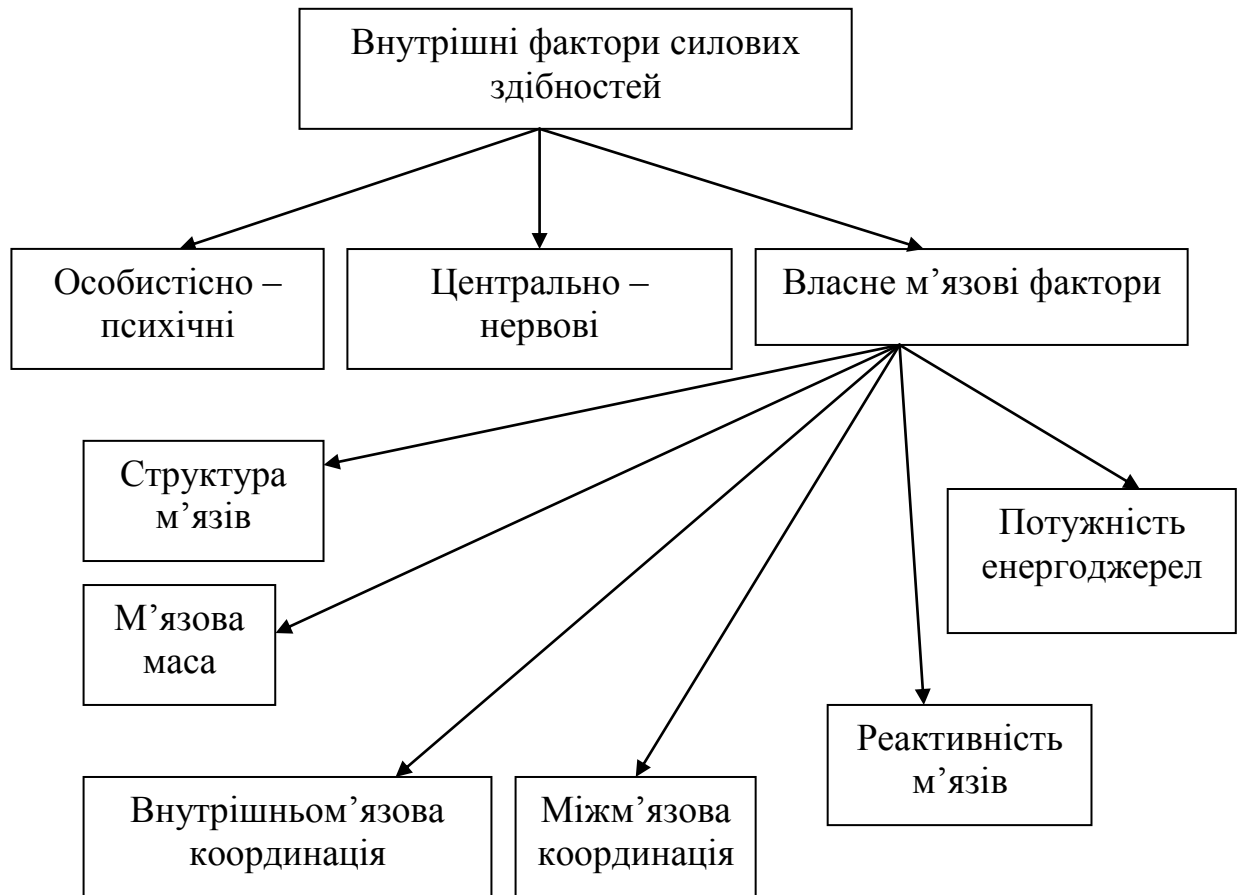 Внутрішні фактори силових
здібностей
Особистісно –
психічні
Центрально –
нервові
Власне м’язові фактори
Структура
м’язів
Потужність
енергоджерел
М’язова
маса
Реактивність
м’язів
Внутрішньом’язова
координація
Міжм’язова
координація